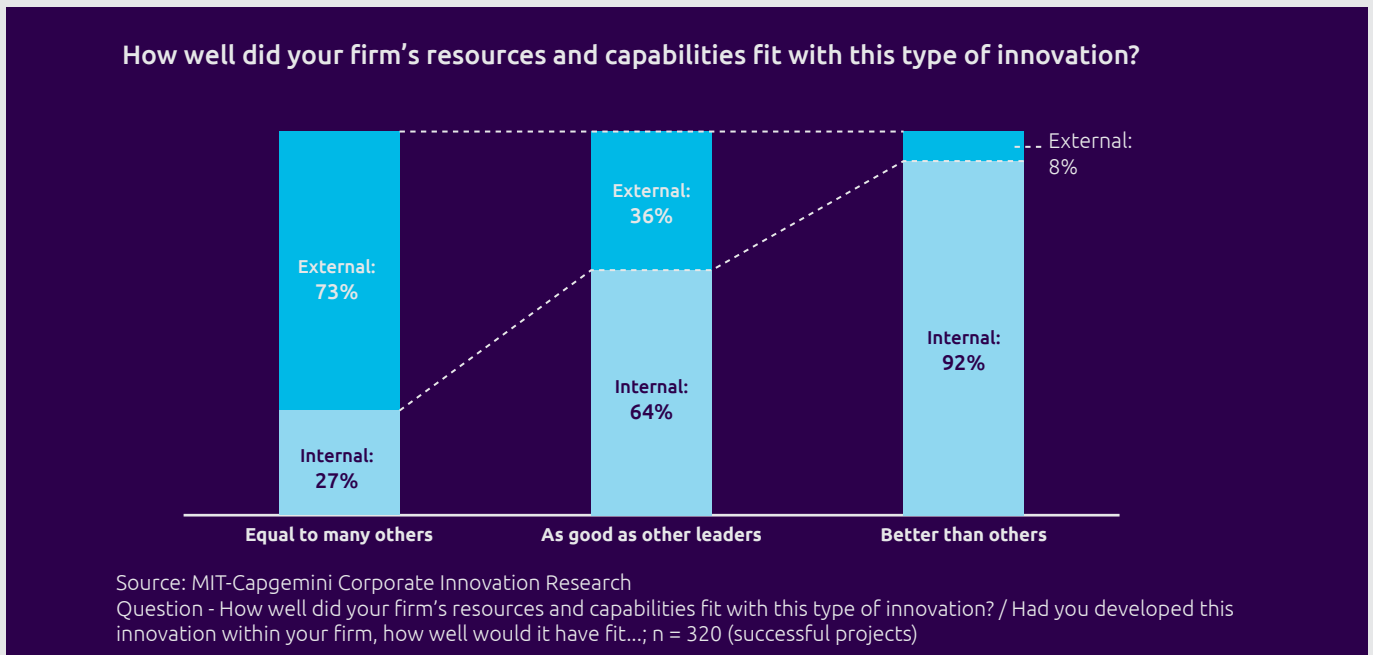 How well did your firm’s resources and capabilities fit with this type of innovation?
External:
73%
Internal:
27%
External:
36%
Internal:
64%
External:
8%
Internal:
92%
Equal to many others
As good as other leaders
Better than others
Source: MIT-Capgemini Corporate Innovation Research
Question - How well did your firm’s resources and capabilities fit with this type of innovation? / Had you developed this
innovation within your firm, how well would it have fit...; n = 320 (successful projects)